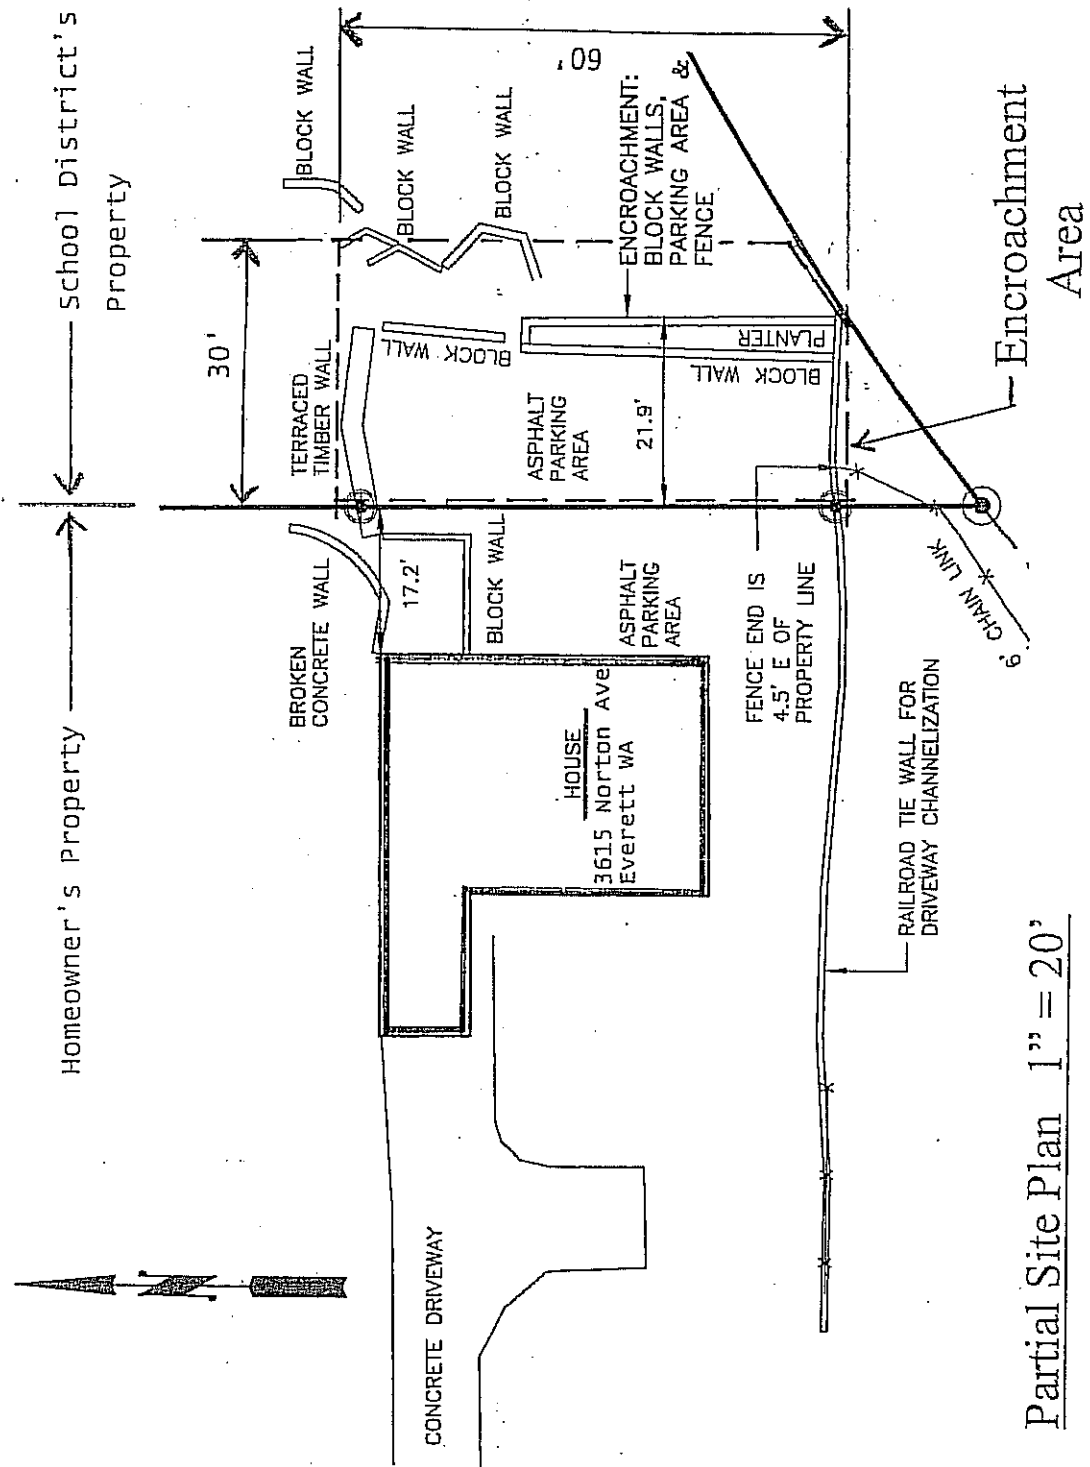 Homeowner's Property
School District's
Property
30'
60'
BLOCK WALL
BLOCK WALL
BLOCK WALL
TERRACED
TIMBER WALL
BLOCK WALL
ENCROACHMENT:
BLOCK WALLS,
PARKING AREA &
FENCE
BROKEN
CONCRETE WALL
17.2'
BLOCK WALL
ASPHALT
PARKING
AREA
21.9'
PLANTER
BLOCK WALL
ASPHALT
PARKING
AREA
HOUSE
3615 Norton Ave
Everett WA
FENCE END IS
4.5' E OF
PROPERTY LINE
6' CHAIN LINK
Encroachment
Area
CONCRETE DRIVEWAY
RAILROAD TIE WALL FOR
DRIVEWAY CHANNELIZATION
Partial Site Plan 1" = 20'